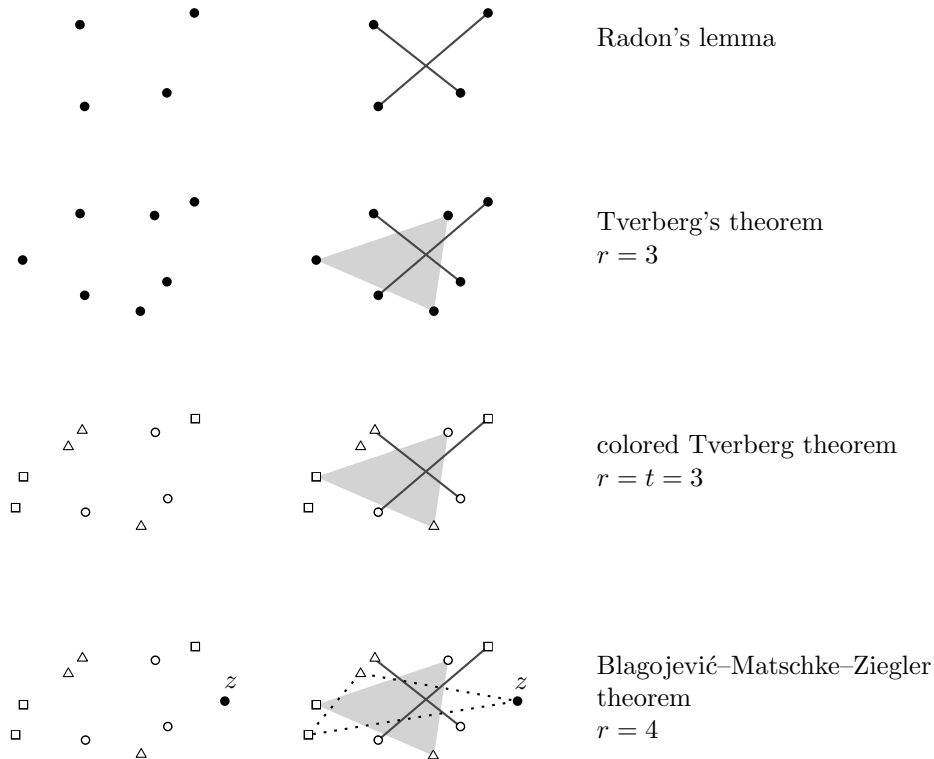 Radon's lemma
Tverberg's theorem
r = 3
colored Tverberg theorem
r = t = 3
z
z
Blagojević–Matschke–Ziegler
theorem
r = 4